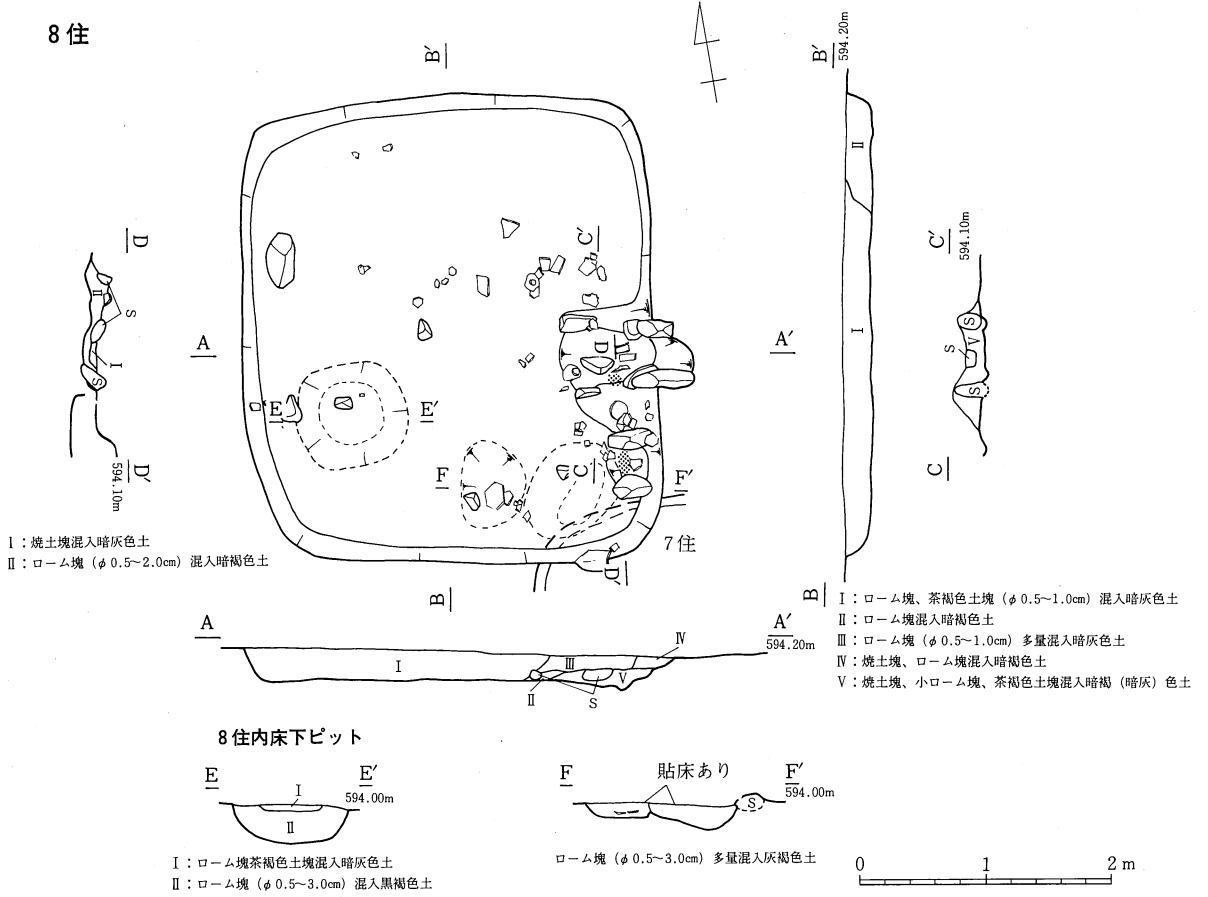 8住
B′
B′
594.20m
D
C′
C′
594.10m
II
S
I
S
A
A′
D
E
E′
F
C
F′
7住
D′
594.10m
D′
B
B
II
I
S
V
S
S
C
I：焼土塊混入暗灰色土
II：ローム塊（φ0.5〜2.0cm）混入暗褐色土
A
A′
594.20m
I
II
III
IV
V
S
I：ローム塊、茶褐色土塊（φ0.5〜1.0cm）混入暗灰色土
II：ローム塊混入暗褐色土
III：ローム塊（φ0.5〜1.0cm）多量混入暗灰色土
IV：焼土塊、ローム塊混入暗褐色土
V：焼土塊、小ローム塊、茶褐色土塊混入暗褐（暗灰）色土
8住内床下ピット
E
E′
594.00m
I
II
I：ローム塊茶褐色土塊混入暗灰色土
II：ローム塊（φ0.5〜3.0cm）混入黒褐色土
F
貼床あり
F′
594.00m
S
ローム塊（φ0.5〜3.0cm）多量混入灰褐色土
0
1
2m